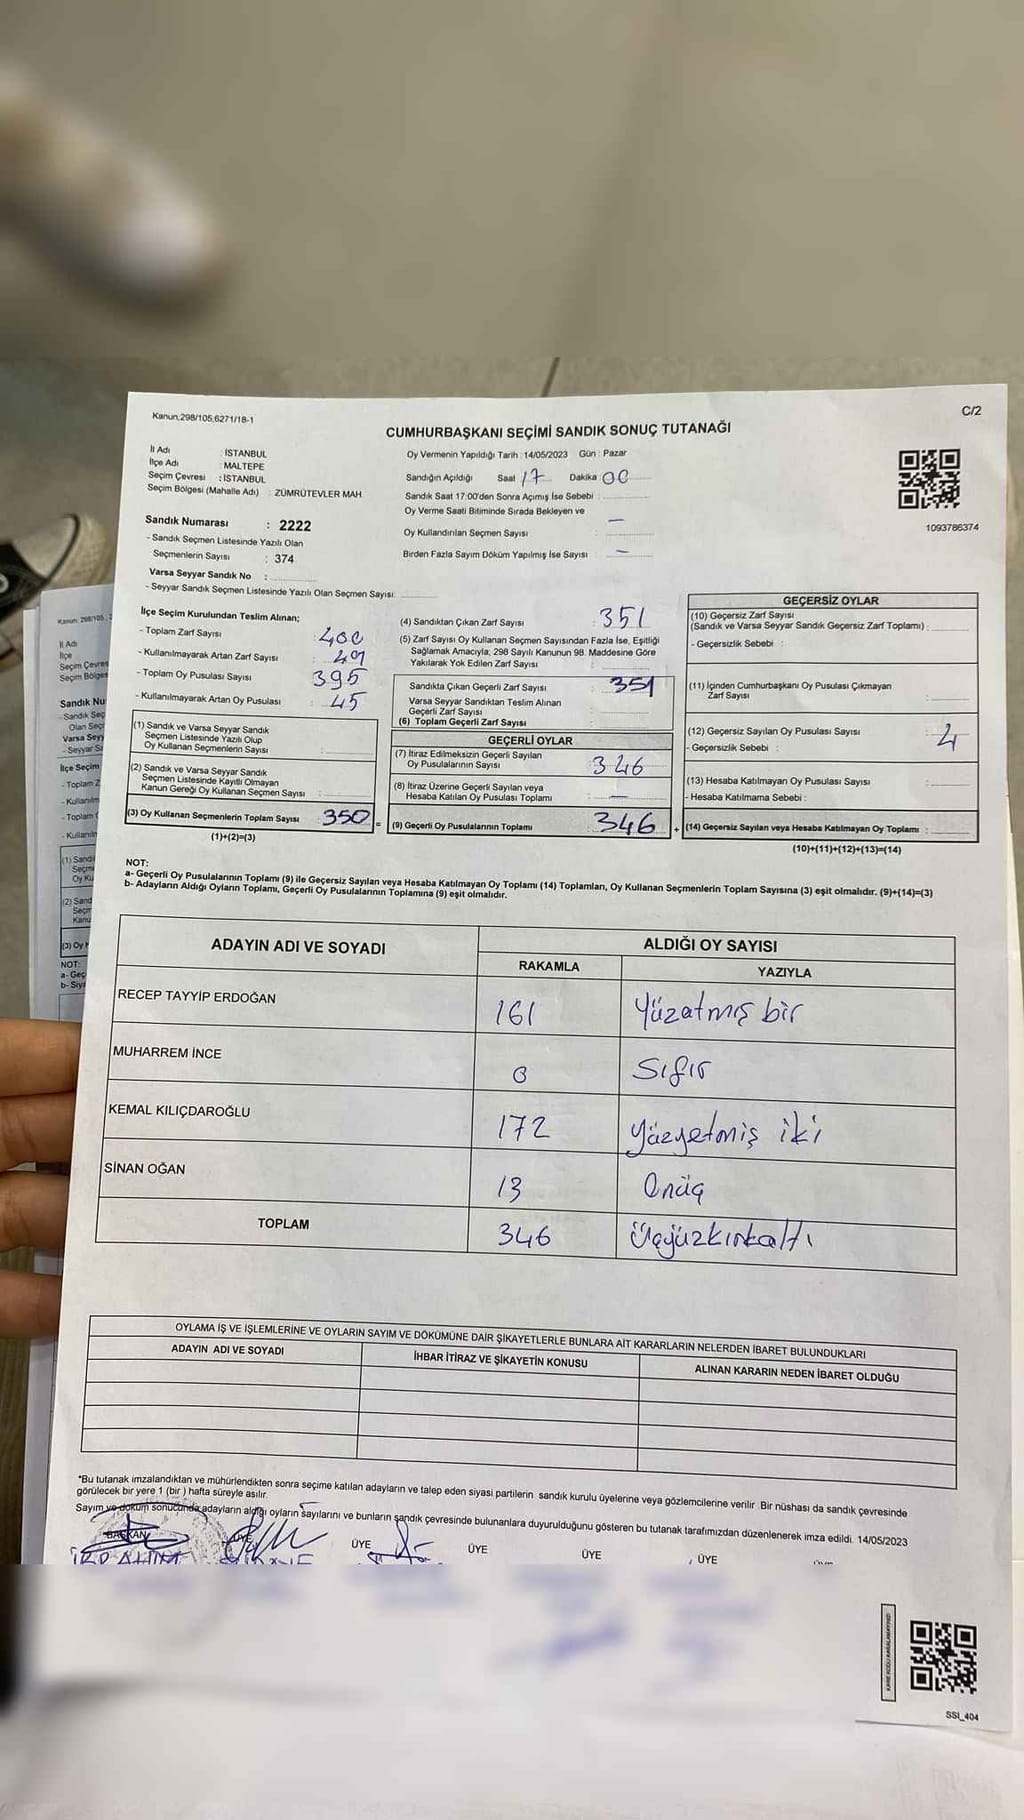 Kanun,298/105,6271/18-1
C/2
CUMHURBAŞKANI SEÇİMİ SANDIK SONUÇ TUTANAĞI
İl Adı : İSTANBUL
İlçe Adı : MALTEPE
Seçim Çevresi : İSTANBUL
Seçim Bölgesi (Mahalle Adı) : ZÜMRÜTEVLER MAH.
Oy Vermenin Yapıldığı Tarih : 14/05/2023 Gün : Pazar
Sandığın Açıldığı Saat 17 Dakika 00
Sandık Saat 17:00'den Sonra Açımış İse Sebebi :
Oy Verme Saati Bitiminde Sırada Bekleyen ve
Oy Kullandırılan Seçmen Sayısı : —
Birden Fazla Sayım Döküm Yapılmış İse Sayısı : —
1093786374
Sandık Numarası : 2222
- Sandık Seçmen Listesinde Yazılı Olan
Seçmenlerin Sayısı : 374
Varsa Seyyar Sandık No :
- Seyyar Sandık Seçmen Listesinde Yazılı Olan Seçmen Sayısı:
İlçe Seçim Kurulundan Teslim Alınan;
- Toplam Zarf Sayısı : 400
- Kullanılmayarak Artan Zarf Sayısı : 49
- Toplam Oy Pusulası Sayısı : 395
- Kullanılmayarak Artan Oy Pusulası : 45
(1) Sandık ve Varsa Seyyar Sandık
Seçmen Listesinde Yazılı Olup
Oy Kullanan Seçmenlerin Sayısı :
(2) Sandık ve Varsa Seyyar Sandık
Seçmen Listesinde Kayıtlı Olmayan
Kanun Gereği Oy Kullanan Seçmen Sayısı :
(3) Oy Kullanan Seçmenlerin Toplam Sayısı : 350 =
(1)+(2)=(3)
(4) Sandıktan Çıkan Zarf Sayısı : 351
(5) Zarf Sayısı Oy Kullanan Seçmen Sayısından Fazla İse, Eşitliği
Sağlamak Amacıyla, 298 Sayılı Kanunun 98. Maddesine Göre
Yakılarak Yok Edilen Zarf Sayısı :
Sandıkta Çıkan Geçerli Zarf Sayısı : 351
Varsa Seyyar Sandıktan Teslim Alınan
Geçerli Zarf Sayısı :
(6) Toplam Geçerli Zarf Sayısı :
GEÇERLİ OYLAR
(7) İtiraz Edilmeksizin Geçerli Sayılan
Oy Pusulalarının Sayısı : 346
(8) İtiraz Üzerine Geçerli Sayılan veya
Hesaba Katılan Oy Pusulası Toplamı : —
(9) Geçerli Oy Pusulalarının Toplamı : 346 +
GEÇERSİZ OYLAR
(10) Geçersiz Zarf Sayısı
(Sandık ve Varsa Seyyar Sandık Geçersiz Zarf Toplamı) :
- Geçersizlik Sebebi :
(11) İçinden Cumhurbaşkanı Oy Pusulası Çıkmayan
Zarf Sayısı :
(12) Geçersiz Sayılan Oy Pusulası Sayısı : 4
- Geçersizlik Sebebi :
(13) Hesaba Katılmayan Oy Pusulası Sayısı :
- Hesaba Katılmama Sebebi :
(14) Geçersiz Sayılan veya Hesaba Katılmayan Oy Toplamı :
(10)+(11)+(12)+(13)=(14)
NOT:
a- Geçerli Oy Pusulalarının Toplamı (9) ile Geçersiz Sayılan veya Hesaba Katılmayan Oy Toplamı (14) Toplamları, Oy Kullanan Seçmenlerin Toplam Sayısına (3) eşit olmalıdır. (9)+(14)=(3)
b- Adayların Aldığı Oyların Toplamı, Geçerli Oy Pusulalarının Toplamına (9) eşit olmalıdır.
ADAYIN ADI VE SOYADI
ALDIĞI OY SAYISI
RAKAMLA YAZIYLA
RECEP TAYYİP ERDOĞAN 161 Yüzatmış bir
MUHARREM İNCE 0 Sıfır
KEMAL KILIÇDAROĞLU 172 Yüzyetmiş iki
SİNAN OĞAN 13 Onüç
TOPLAM 346 Üçyüzkırkaltı
OYLAMA İŞ VE İŞLEMLERİNE VE OYLARIN SAYIM VE DÖKÜMÜNE DAİR ŞİKAYETLERLE BUNLARA AİT KARARLARIN NELERDEN İBARET BULUNDUKLARI
ADAYIN ADI VE SOYADI İHBAR İTİRAZ VE ŞİKAYETİN KONUSU ALINAN KARARIN NEDEN İBARET OLDUĞU
*Bu tutanak imzalandıktan ve mühürlendikten sonra seçime katılan adayların ve talep eden siyasi partilerin sandık kurulu üyelerine veya gözlemcilerine verilir. Bir nüshası da sandık çevresinde
görülecek bir yere 1 (bir ) hafta süreyle asılır.
Sayım ve döküm sonucunda adayların aldığı oyların sayılarını ve bunların sandık çevresinde bulunanlara duyurulduğunu gösteren bu tutanak tarafımızdan düzenlenerek imza edildi. 14/05/2023
BAŞKAN ÜYE ÜYE ÜYE ÜYE ÜYE
SSI_404